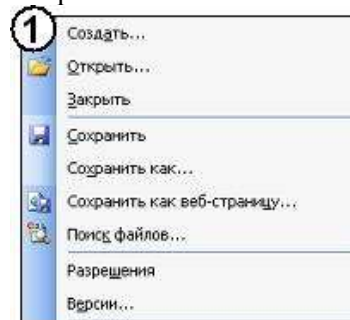 1
Создать...
Открыть...
Закрыть
Сохранить
Сохранить как...
Сохранить как веб-страницу...
Поиск файлов...
Разрешения
Версии...